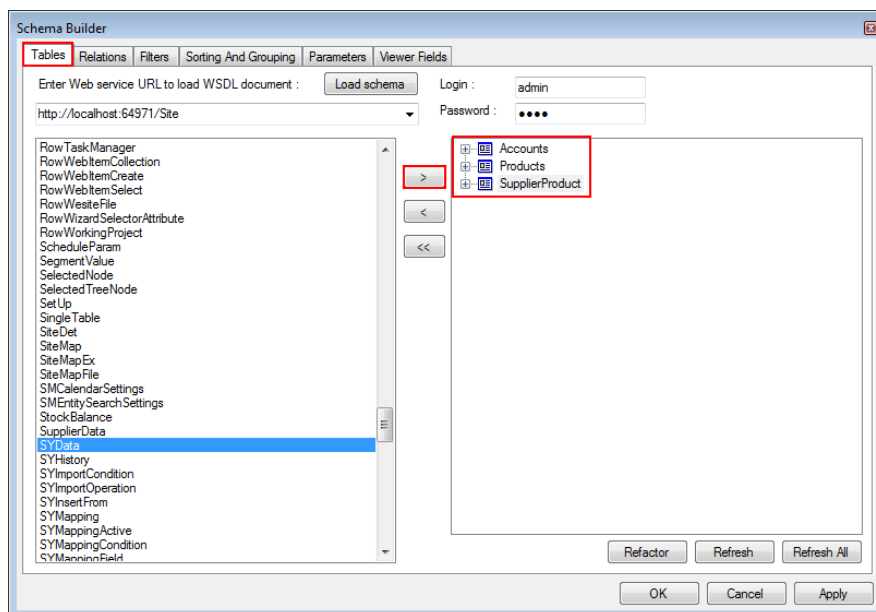 Schema Builder
Tables Relations Filters Sorting And Grouping Parameters Viewer Fields
Enter Web service URL to load WSDL document : Load schema Login : admin
http://localhost:64971/Site Password : ●●●●
RowTaskManager
RowWebItemCollection
RowWebItemCreate
RowWebItemSelect
RowWesiteFile
RowWizardSelectorAttribute
RowWorkingProject
ScheduleParam
SegmentValue
SelectedNode
SelectedTreeNode
SetUp
SingleTable
SiteDet
SiteMap
SiteMapEx
SiteMapFile
SMCalendarSettings
SMEntitySearchSettings
StockBalance
SupplierData
SYData
SYHistory
SYImportCondition
SYImportOperation
SYInsertFrom
SYMapping
SYMappingActive
SYMappingCondition
SYMappingField
>
<
<<
Accounts
Products
SupplierProduct
Refactor Refresh Refresh All
OK Cancel Apply